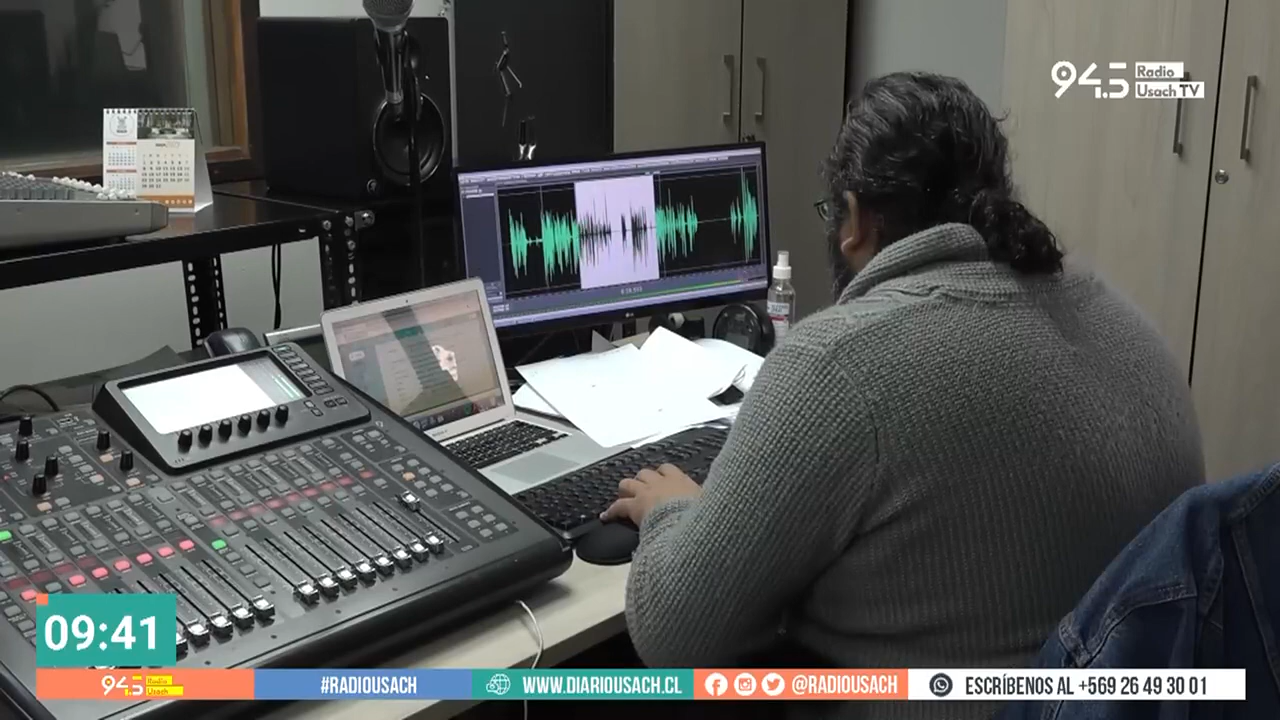 94.5 Radio
Usach TV
09:41
94.5 Radio
Usach
#RADIOUSACH
WWW.DIARIOUSACH.CL
@RADIOUSACH
ESCRÍBENOS AL +569 26 49 30 01